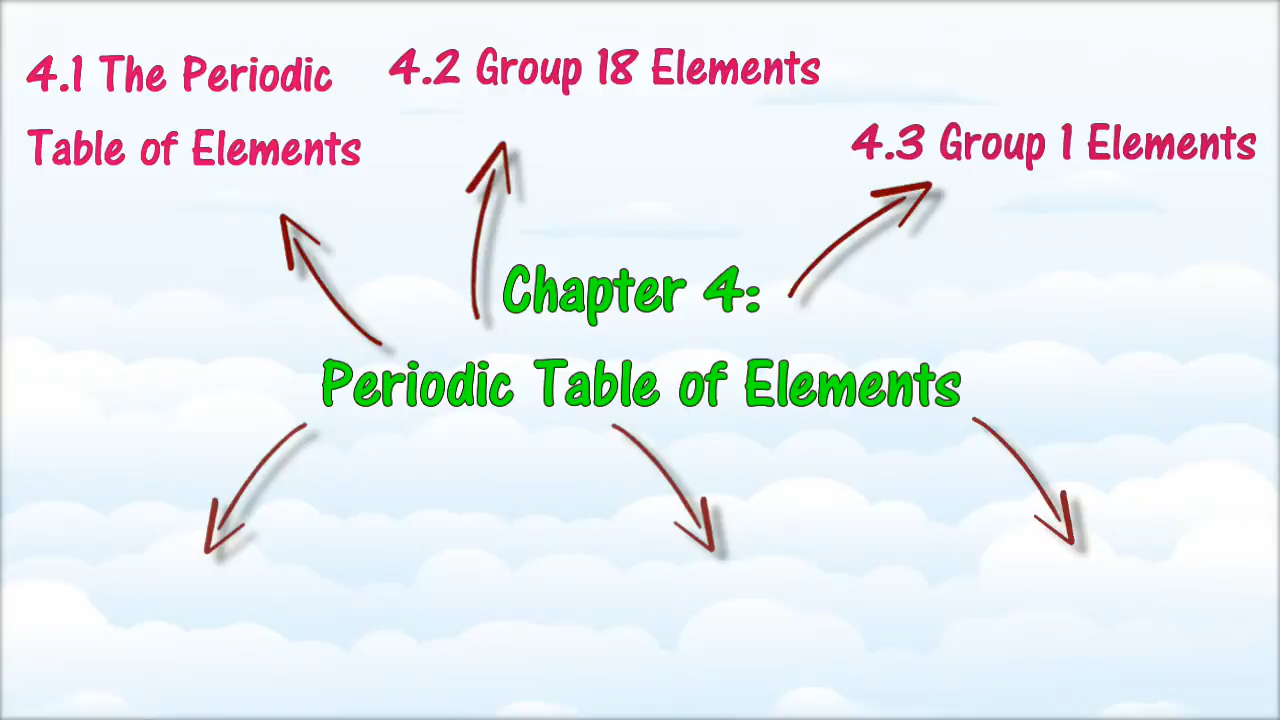 4.1 The Periodic
Table of Elements
4.2 Group 18 Elements
4.3 Group 1 Elements
Chapter 4:
Periodic Table of Elements